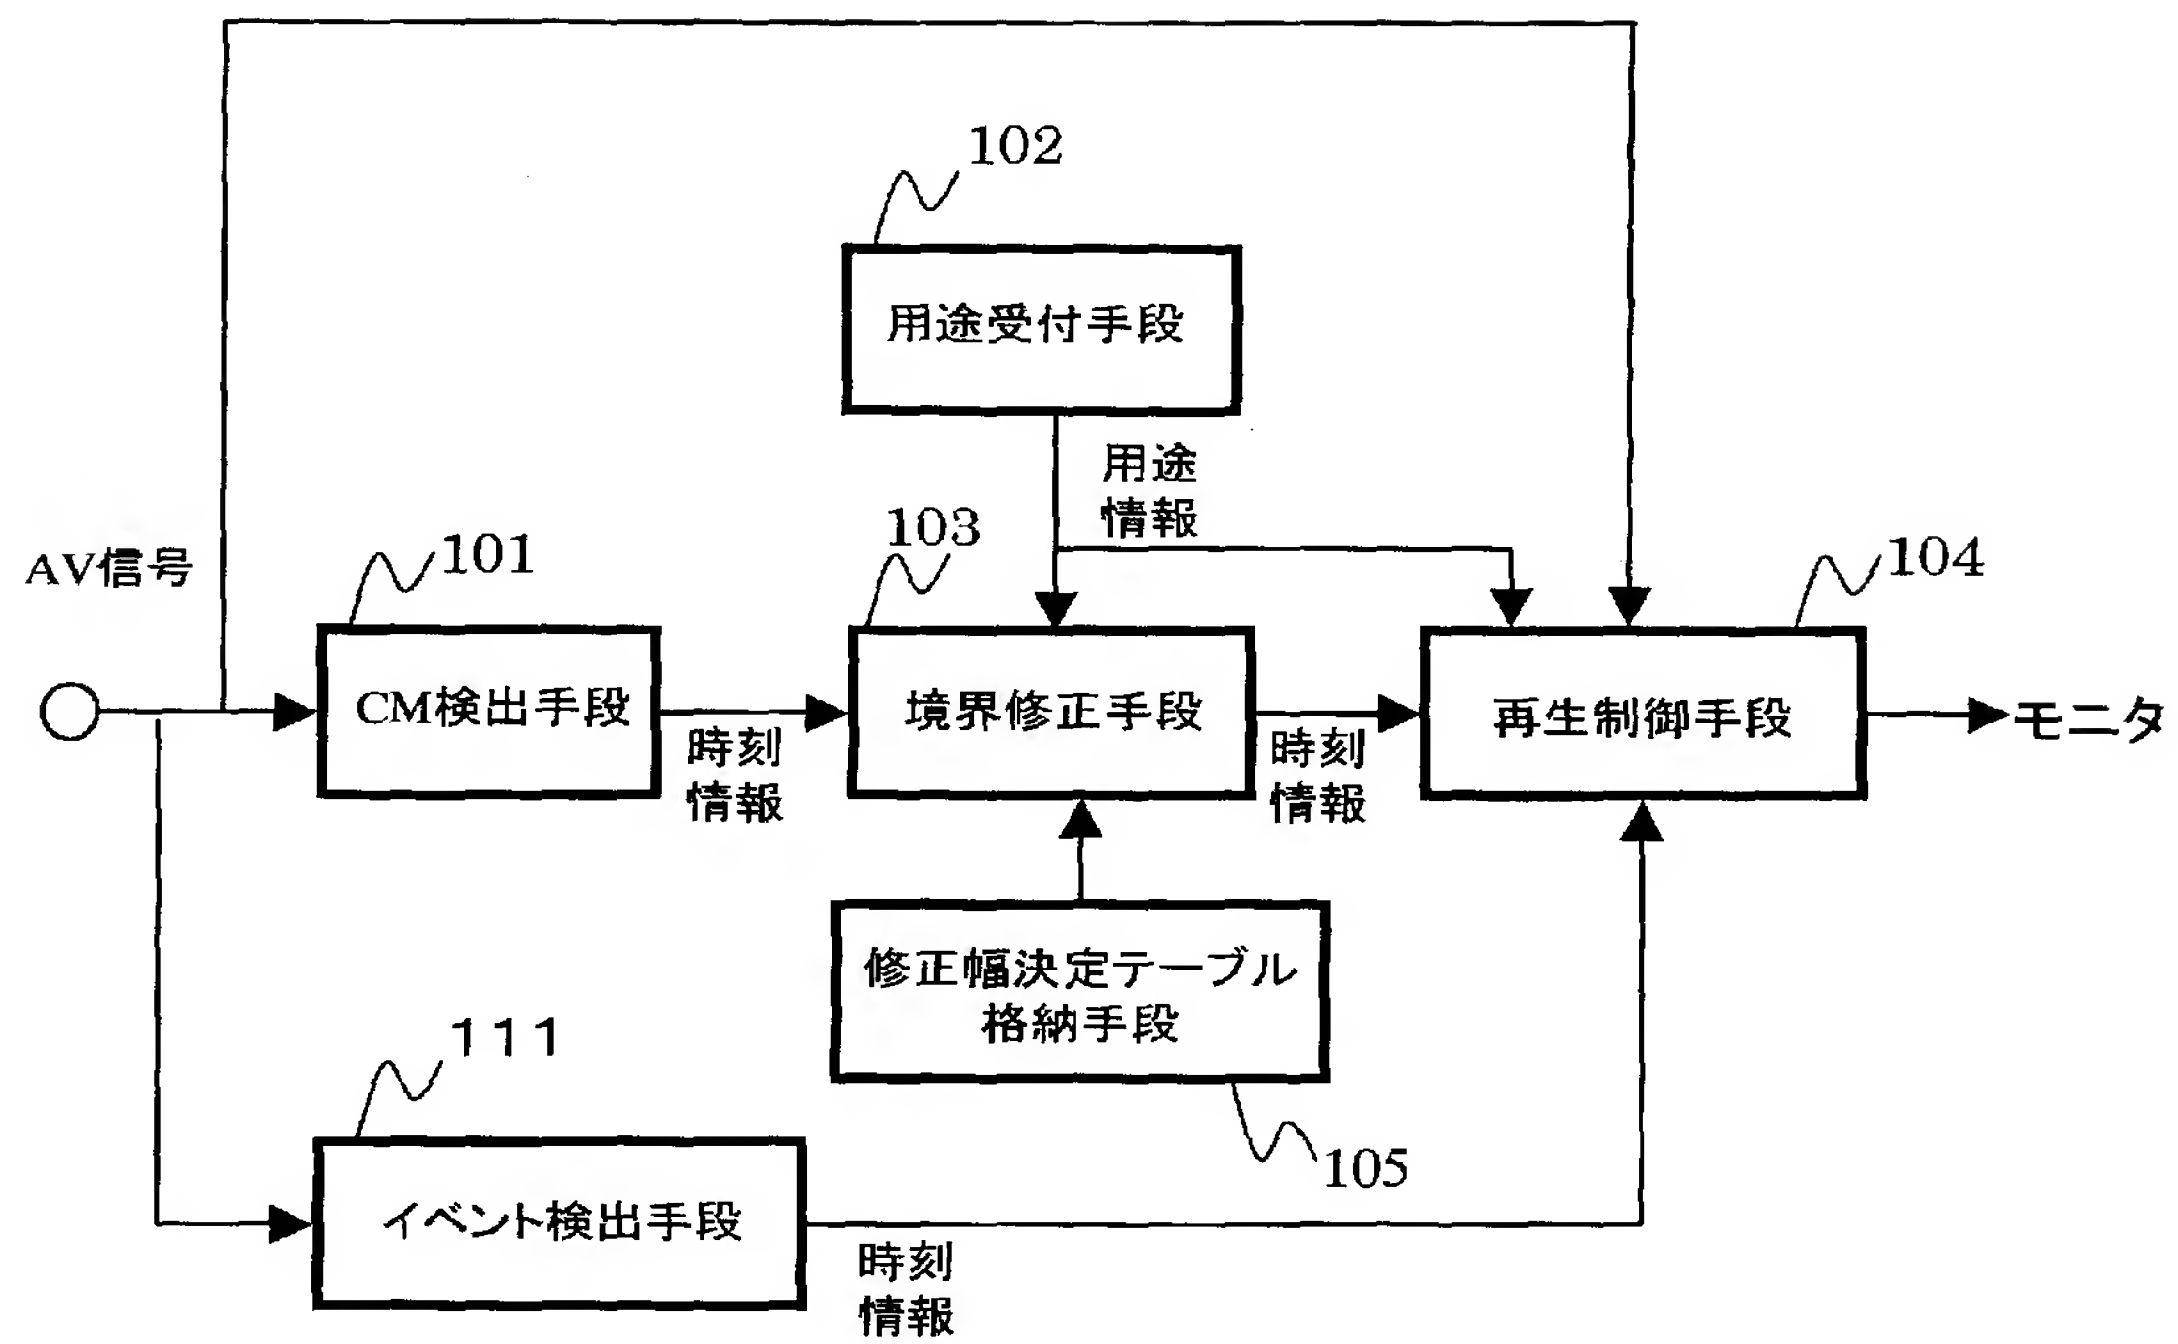 102
用途受付手段
用途
情報
AV信号
101
103
104
CM検出手段
時刻
情報
境界修正手段
時刻
情報
再生制御手段
モニタ
修正幅決定テーブル
格納手段
111
105
イベント検出手段
時刻
情報